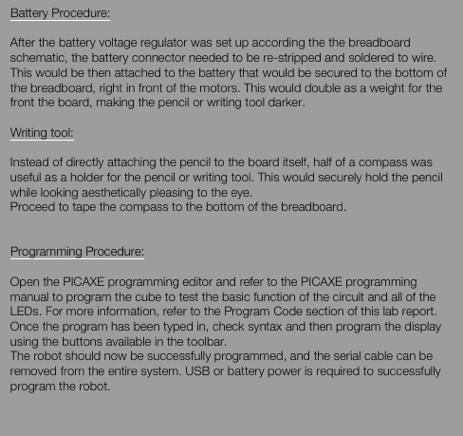 Battery Procedure:
After the battery voltage regulator was set up according the the breadboard
schematic, the battery connector needed to be re-stripped and soldered to wire.
This would be then attached to the battery that would be secured to the bottom of
the breadboard, right in front of the motors. This would double as a weight for the
front the board, making the pencil or writing tool darker.
Writing tool:
Instead of directly attaching the pencil to the board itself, half of a compass was
useful as a holder for the pencil or writing tool. This would securely hold the pencil
while looking aesthetically pleasing to the eye.
Proceed to tape the compass to the bottom of the breadboard.
Programming Procedure:
Open the PICAXE programming editor and refer to the PICAXE programming
manual to program the cube to test the basic function of the circuit and all of the
LEDs. For more information, refer to the Program Code section of this lab report.
Once the program has been typed in, check syntax and then program the display
using the buttons available in the toolbar.
The robot should now be successfully programmed, and the serial cable can be
removed from the entire system. USB or battery power is required to successfully
program the robot.